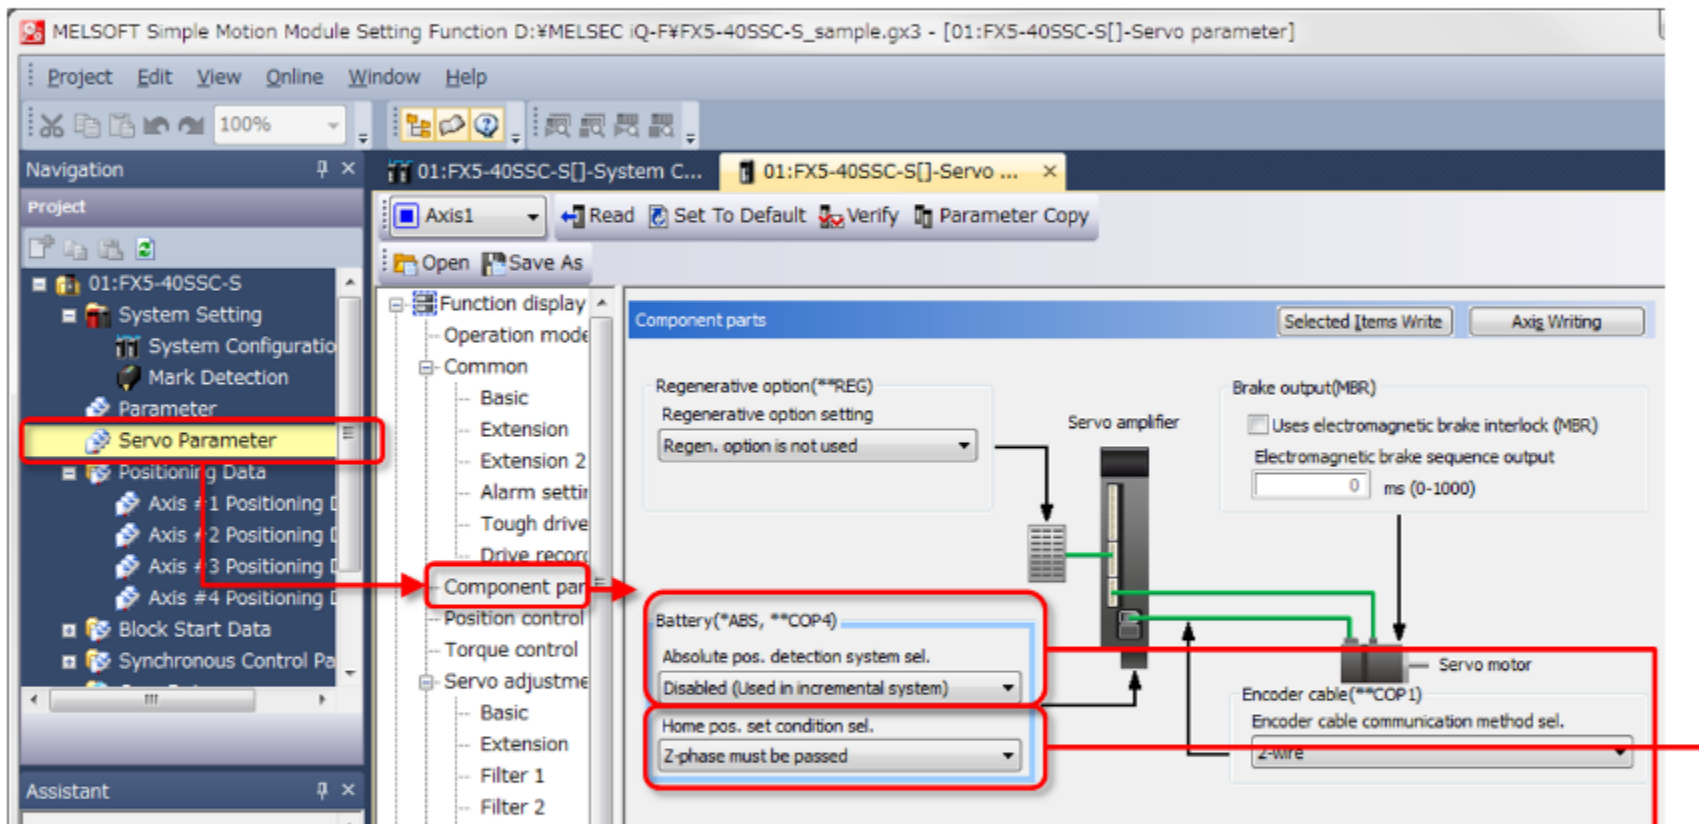 MELSOFT Simple Motion Module Setting Function D:¥MELSEC iQ-F¥FX5-40SSC-S_sample.gx3 - [01:FX5-40SSC-S[]-Servo parameter]
Project Edit View Online Window Help
100%
Navigation
01:FX5-40SSC-S[]-System C...
01:FX5-40SSC-S[]-Servo ...
Project
Axis1
Read
Set To Default
Verify
Parameter Copy
Open
Save As
01:FX5-40SSC-S
System Setting
System Configuratio
Mark Detection
Parameter
Servo Parameter
Positioning Data
Axis #1 Positioning D
Axis #2 Positioning D
Axis #3 Positioning D
Axis #4 Positioning D
Block Start Data
Synchronous Control Pa
Assistant
Function display
Operation mode
Common
Basic
Extension
Extension 2
Alarm settin
Tough drive
Drive record
Component par
Position control
Torque control
Servo adjustme
Basic
Extension
Filter 1
Filter 2
Component parts
Selected Items Write
Axis Writing
Regenerative option(**REG)
Regenerative option setting
Regen. option is not used
Servo amplifier
Brake output(MBR)
Uses electromagnetic brake interlock (MBR)
Electromagnetic brake sequence output
0 ms (0-1000)
Battery(*ABS, **COP4)
Absolute pos. detection system sel.
Disabled (Used in incremental system)
Home pos. set condition sel.
Z-phase must be passed
Servo motor
Encoder cable(**COP1)
Encoder cable communication method sel.
2-wire